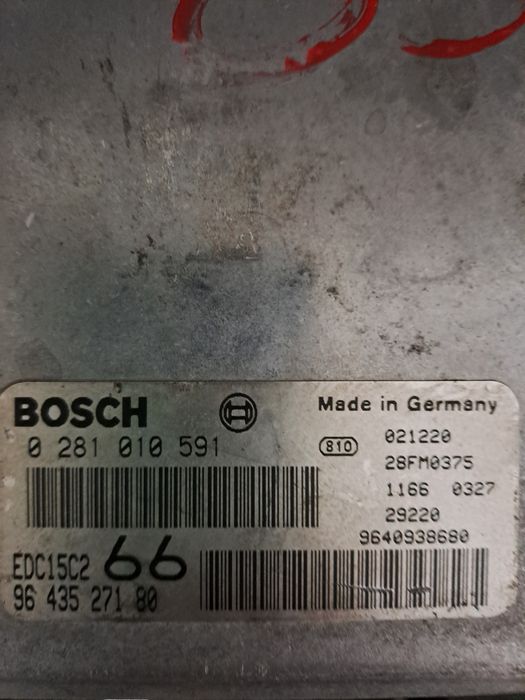 BOSCH
Made in Germany
0 281 010 591
810
021220
28FM0375
1166 0327
29220
9640938680
EDC15C2 66
96 435 271 80